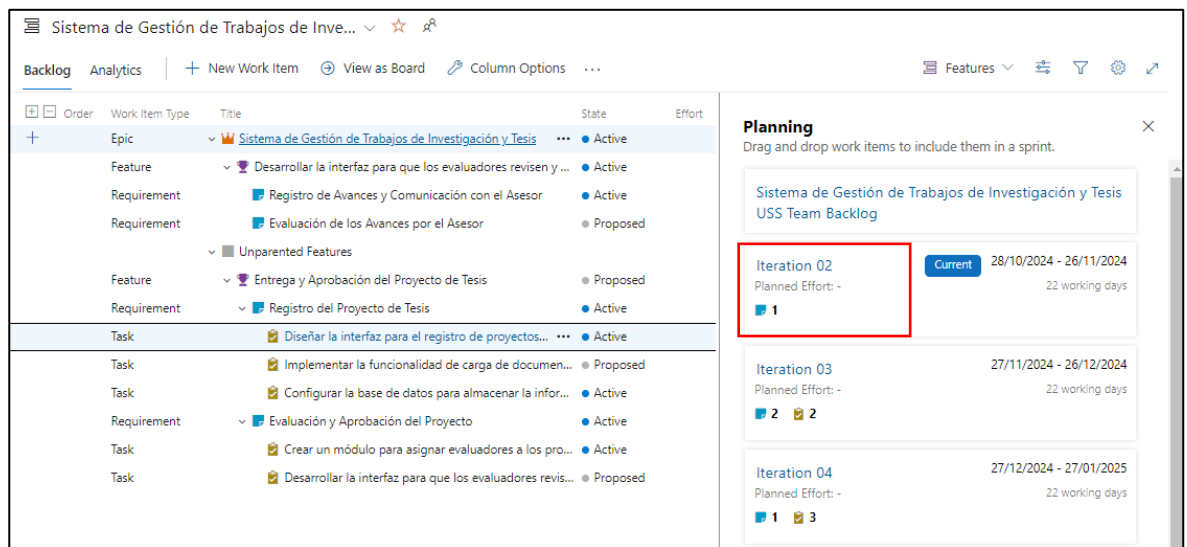 Sistema de Gestión de Trabajos de Inve...
Backlog Analytics + New Work Item View as Board Column Options ... Features
Order Work Item Type Title State Effort
Epic Sistema de Gestión de Trabajos de Investigación y Tesis ... Active
Feature Desarrollar la interfaz para que los evaluadores revisen y ... Active
Requirement Registro de Avances y Comunicación con el Asesor Active
Requirement Evaluación de los Avances por el Asesor Proposed
Unparented Features
Feature Entrega y Aprobación del Proyecto de Tesis Proposed
Requirement Registro del Proyecto de Tesis Active
Task Diseñar la interfaz para el registro de proyectos... ... Active
Task Implementar la funcionalidad de carga de documen... Proposed
Task Configurar la base de datos para almacenar la infor... Active
Requirement Evaluación y Aprobación del Proyecto Active
Task Crear un módulo para asignar evaluadores a los pro... Active
Task Desarrollar la interfaz para que los evaluadores revis... Proposed
Planning
Drag and drop work items to include them in a sprint.
Sistema de Gestión de Trabajos de Investigación y Tesis
USS Team Backlog
Iteration 02 Current 28/10/2024 - 26/11/2024
Planned Effort: - 22 working days
1
Iteration 03 27/11/2024 - 26/12/2024
Planned Effort: - 22 working days
2 2
Iteration 04 27/12/2024 - 27/01/2025
Planned Effort: - 22 working days
1 3